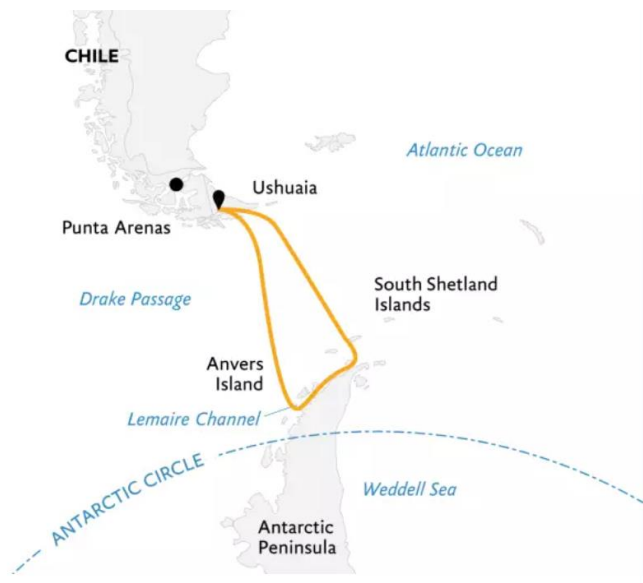 CHILE
Atlantic Ocean
Ushuaia
Punta Arenas
South Shetland
Islands
Drake Passage
Anvers
Island
Lemaire Channel
ANTARCTIC CIRCLE
Weddell Sea
Antarctic
Peninsula